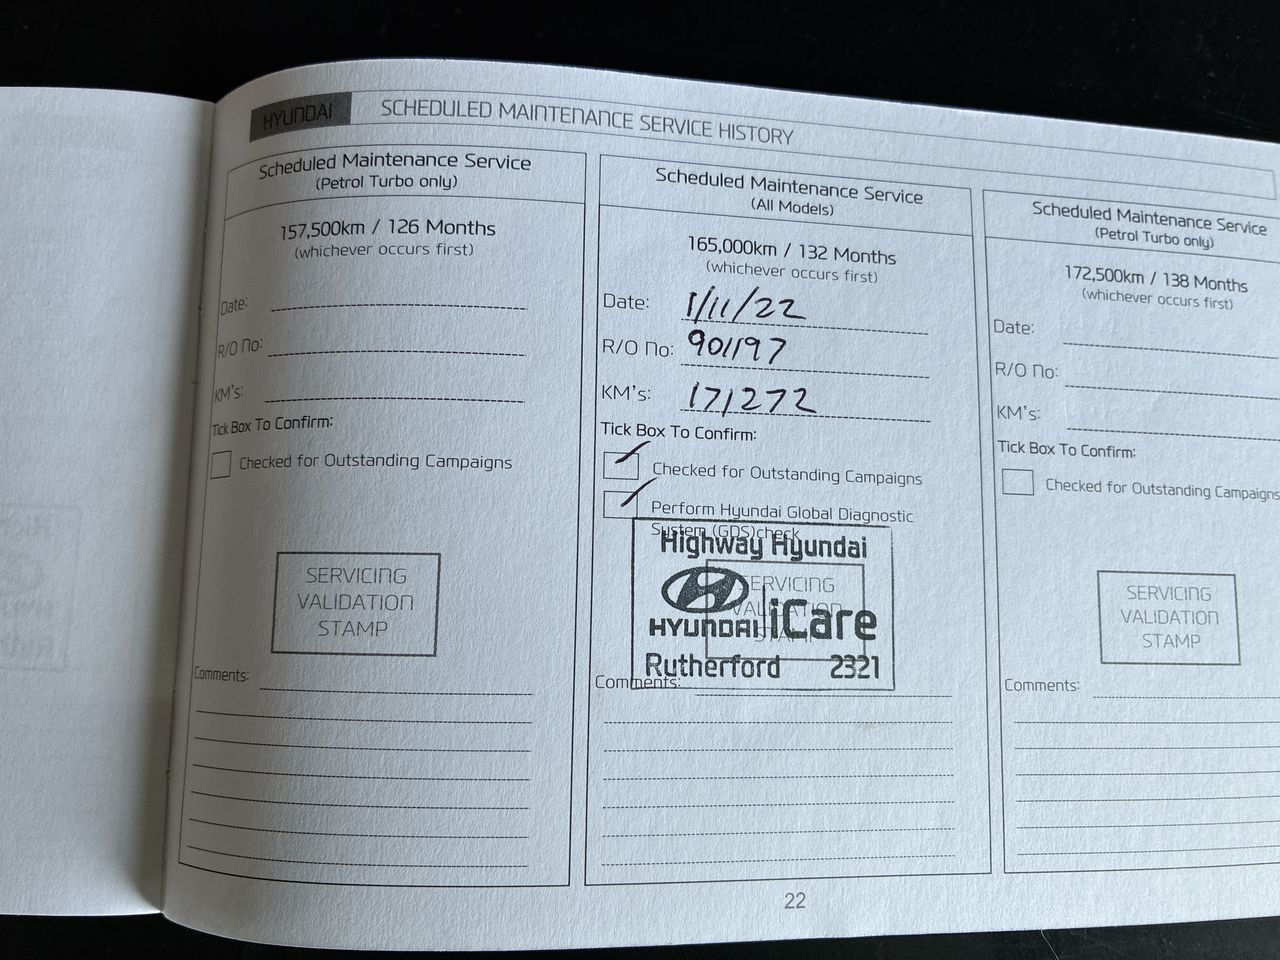 HYUNDAI
SCHEDULED MAINTENANCE SERVICE HISTORY
Scheduled Maintenance Service
(Petrol Turbo only)
157,500km / 126 Months
(whichever occurs first)
Date:
R/O No:
KM's:
Tick Box To Confirm:
Checked for Outstanding Campaigns
SERVICING
VALIDATION
STAMP
Comments:
Scheduled Maintenance Service
(All Models)
165,000km / 132 Months
(whichever occurs first)
Date: 1/11/22
R/O No: 901197
KM's: 171272
Tick Box To Confirm:
Checked for Outstanding Campaigns
Perform Hyundai Global Diagnostic
System (GDS)check
Highway Hyundai
SERVICING
VALIDATION
STAMP
HYUNDAI iCare
Rutherford 2321
Comments:
Scheduled Maintenance Service
(Petrol Turbo only)
172,500km / 138 Months
(whichever occurs first)
Date:
R/O No:
KM's:
Tick Box To Confirm:
Checked for Outstanding Campaigns
SERVICING
VALIDATION
STAMP
Comments:
22